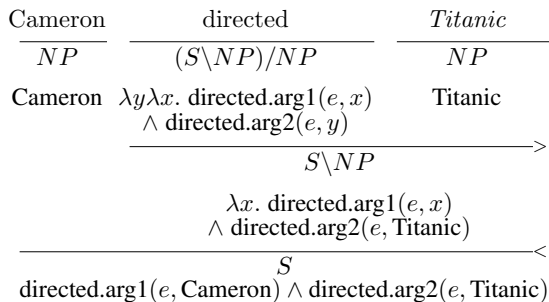 Cameron directed Titanic
NP (S\NP)/NP NP
Cameron λyλx. directed.arg1(e, x) Titanic
∧ directed.arg2(e, y)
>
S\NP
λx. directed.arg1(e, x)
∧ directed.arg2(e, Titanic)
<
S
directed.arg1(e, Cameron) ∧ directed.arg2(e, Titanic)